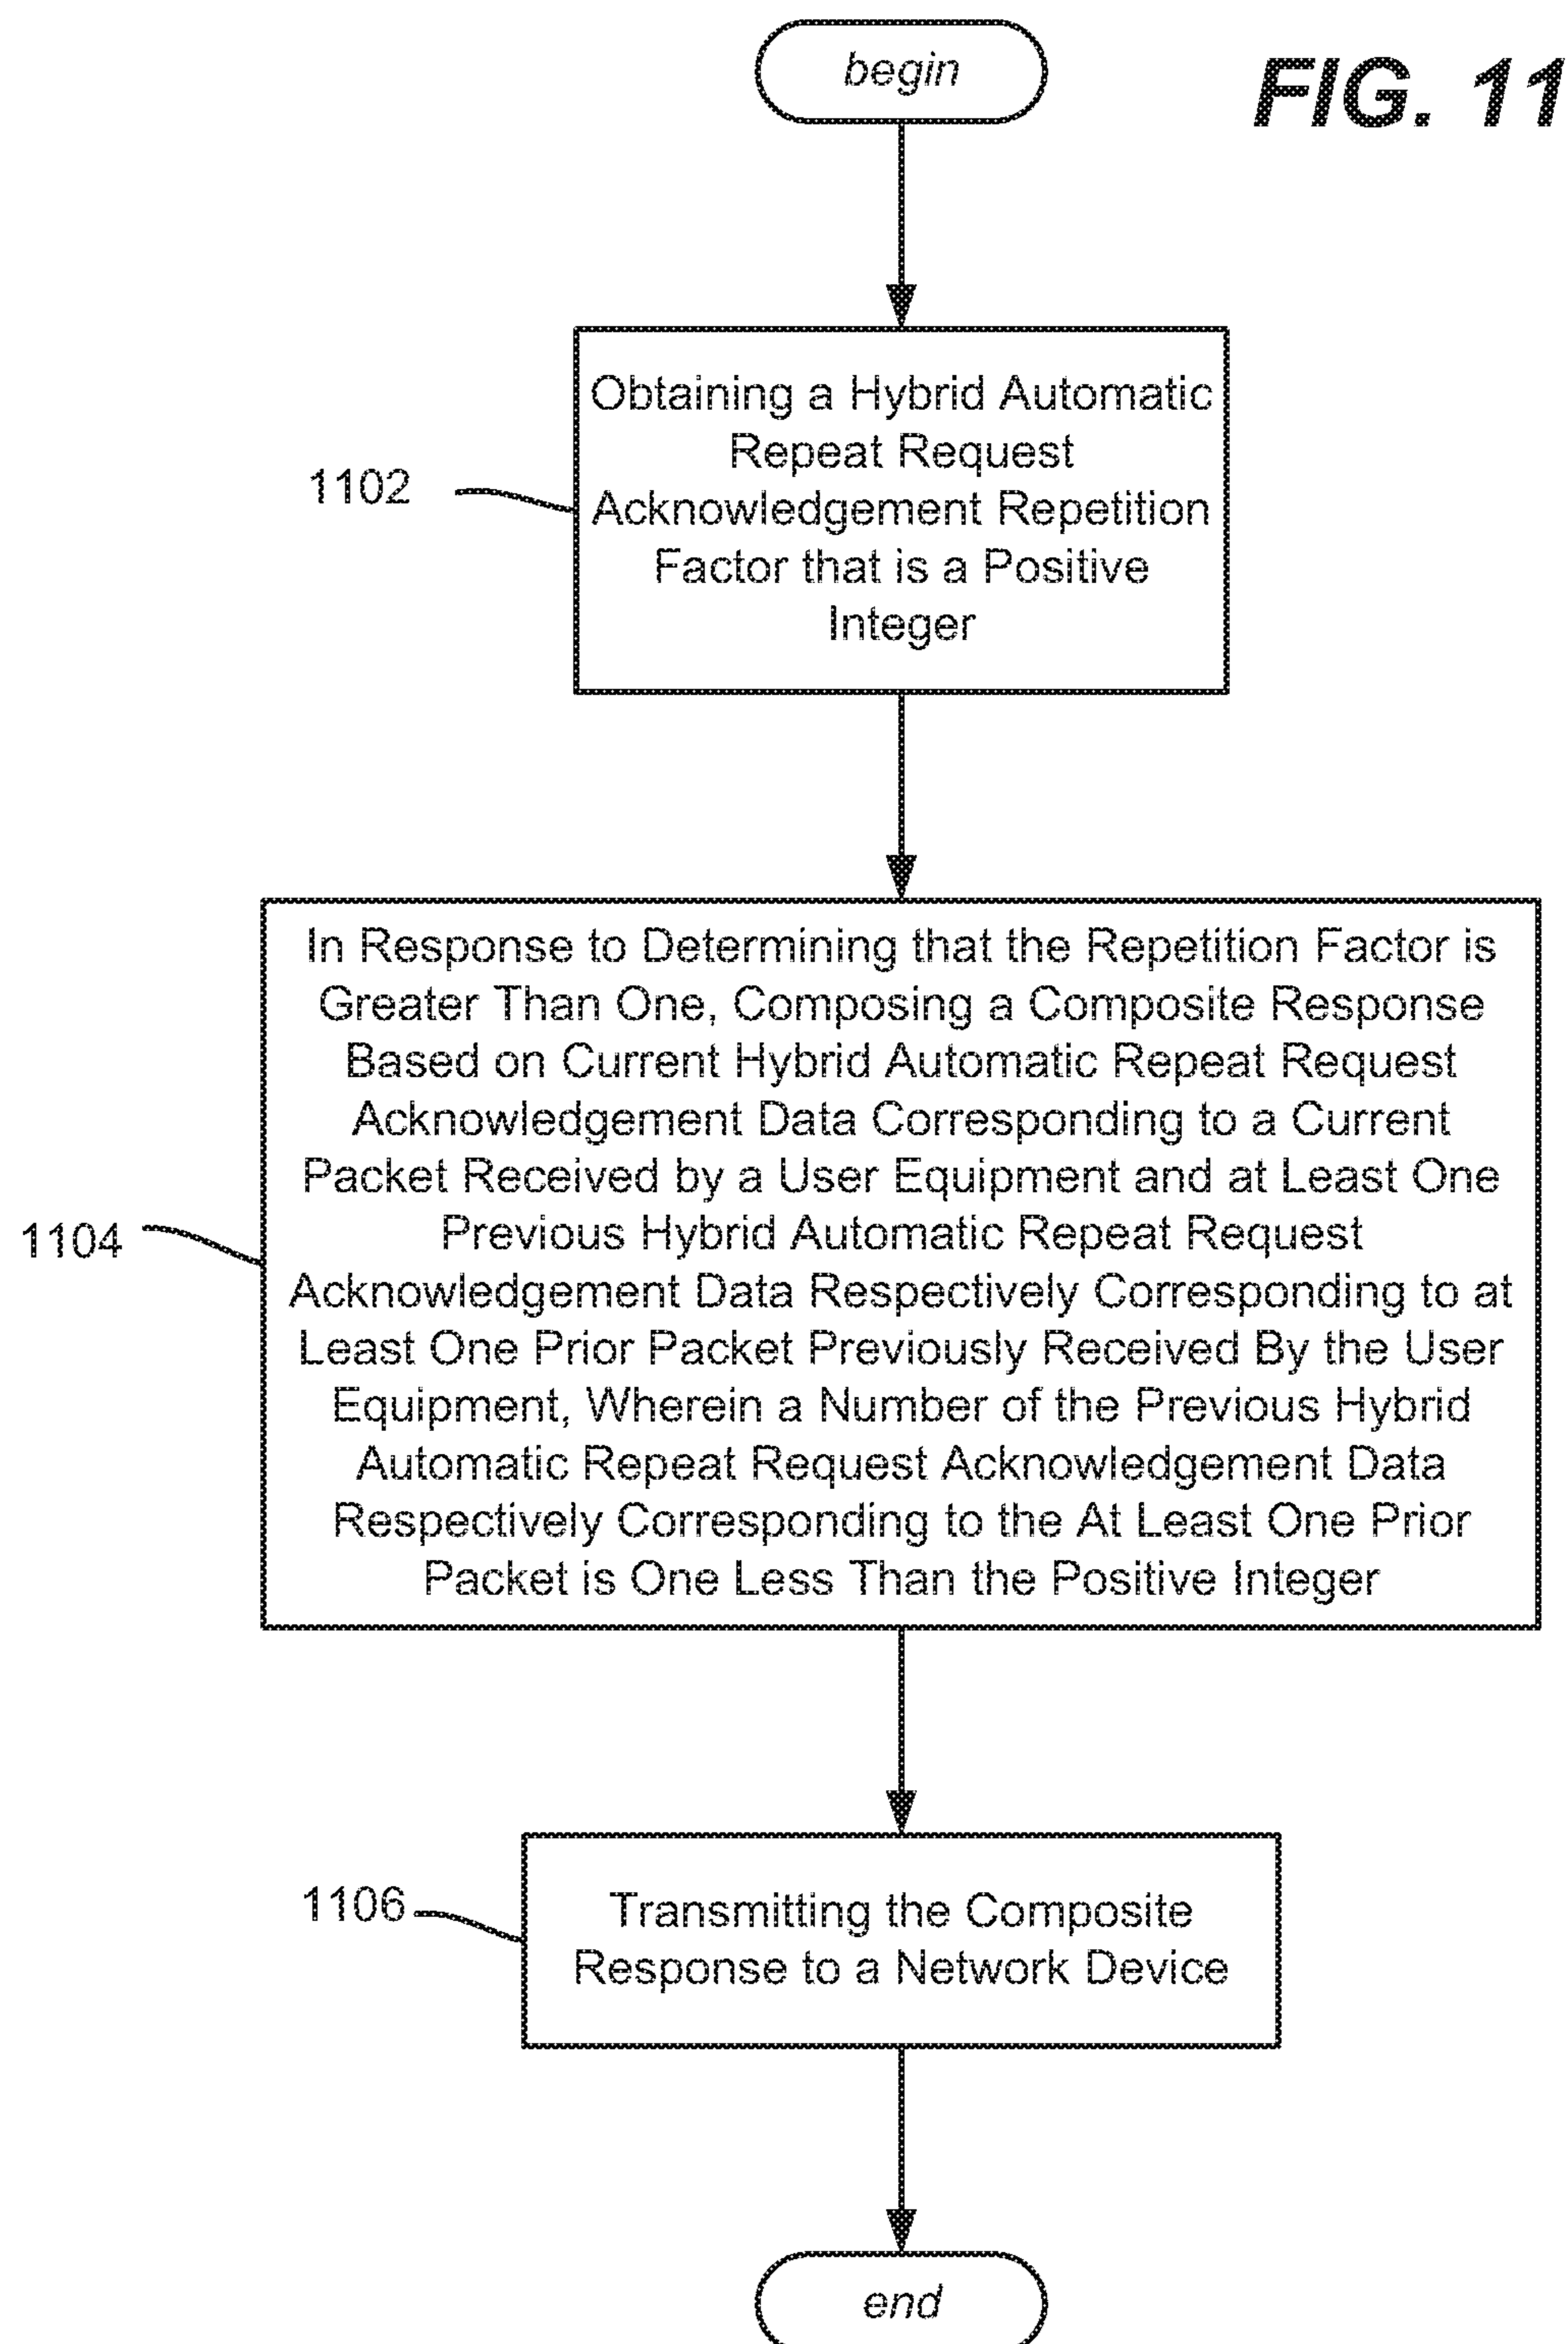 begin
FIG. 11
Obtaining a Hybrid Automatic
Repeat Request
Acknowledgement Repetition
Factor that is a Positive
Integer
1102
In Response to Determining that the Repetition Factor is
Greater Than One, Composing a Composite Response
Based on Current Hybrid Automatic Repeat Request
Acknowledgement Data Corresponding to a Current
Packet Received by a User Equipment and at Least One
Previous Hybrid Automatic Repeat Request
Acknowledgement Data Respectively Corresponding to at
Least One Prior Packet Previously Received By the User
Equipment, Wherein a Number of the Previous Hybrid
Automatic Repeat Request Acknowledgement Data
Respectively Corresponding to the At Least One Prior
Packet is One Less Than the Positive Integer
1104
Transmitting the Composite
Response to a Network Device
1106
end